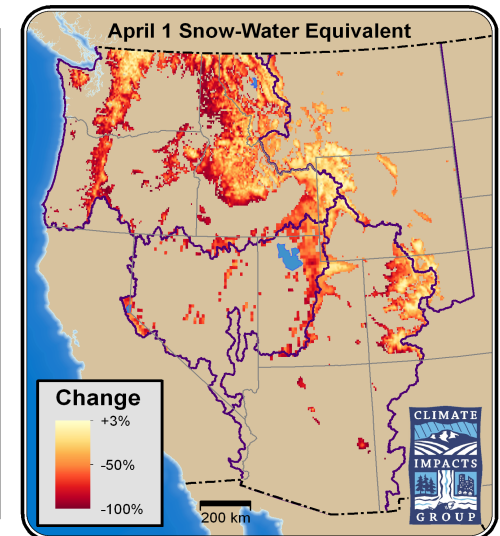 April 1 Snow-Water Equivalent
Change
+3%
-50%
-100%
200 km
CLIMATE
IMPACTS
GROUP